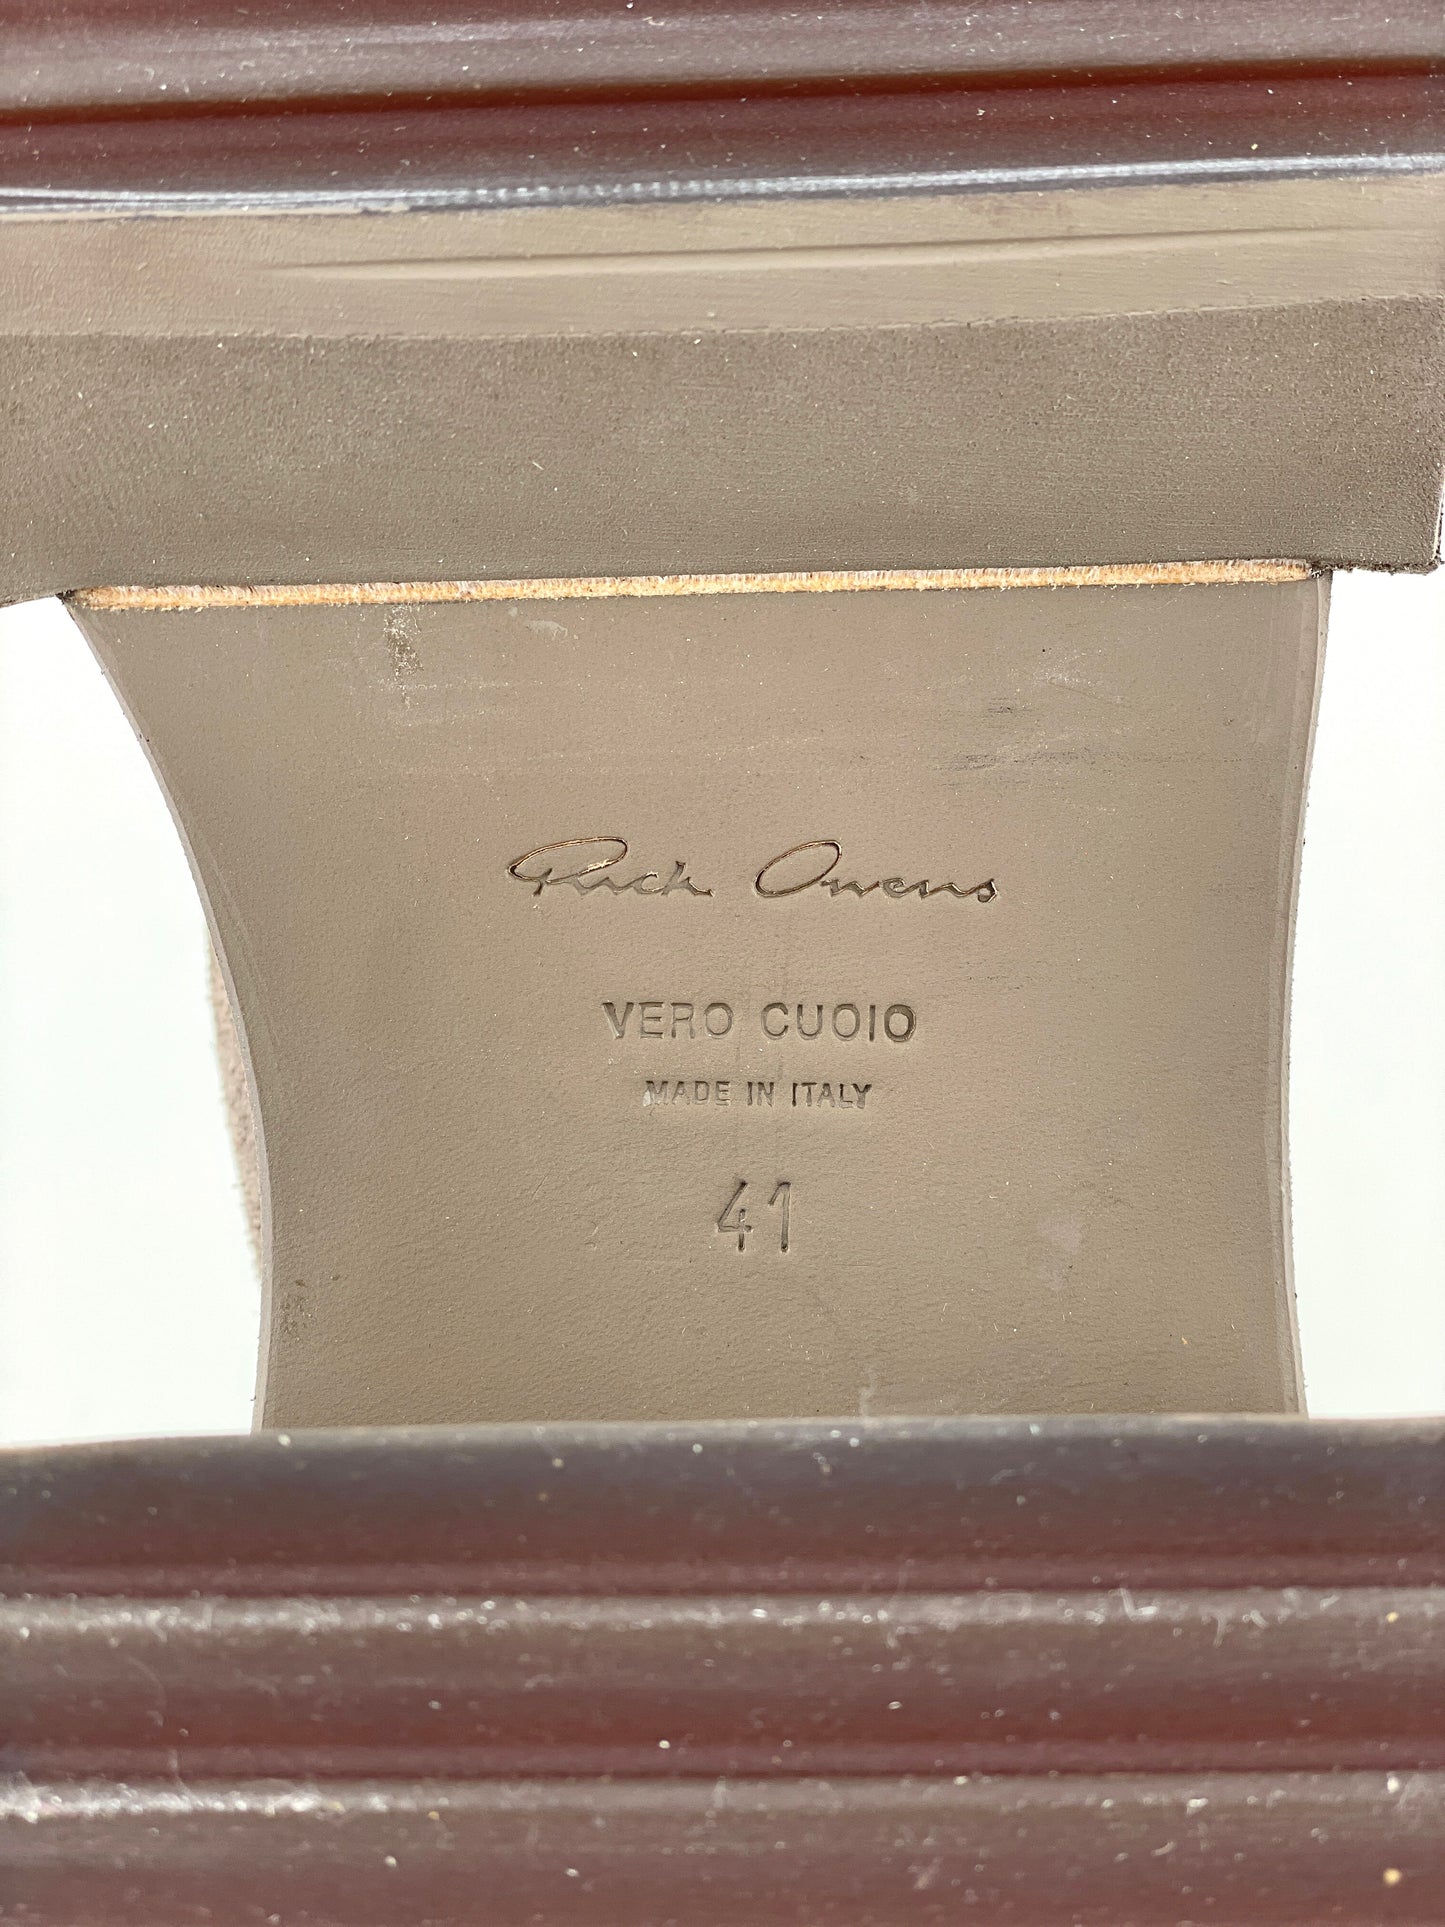 Rick Owens
VERO CUOIO
MADE IN ITALY
41